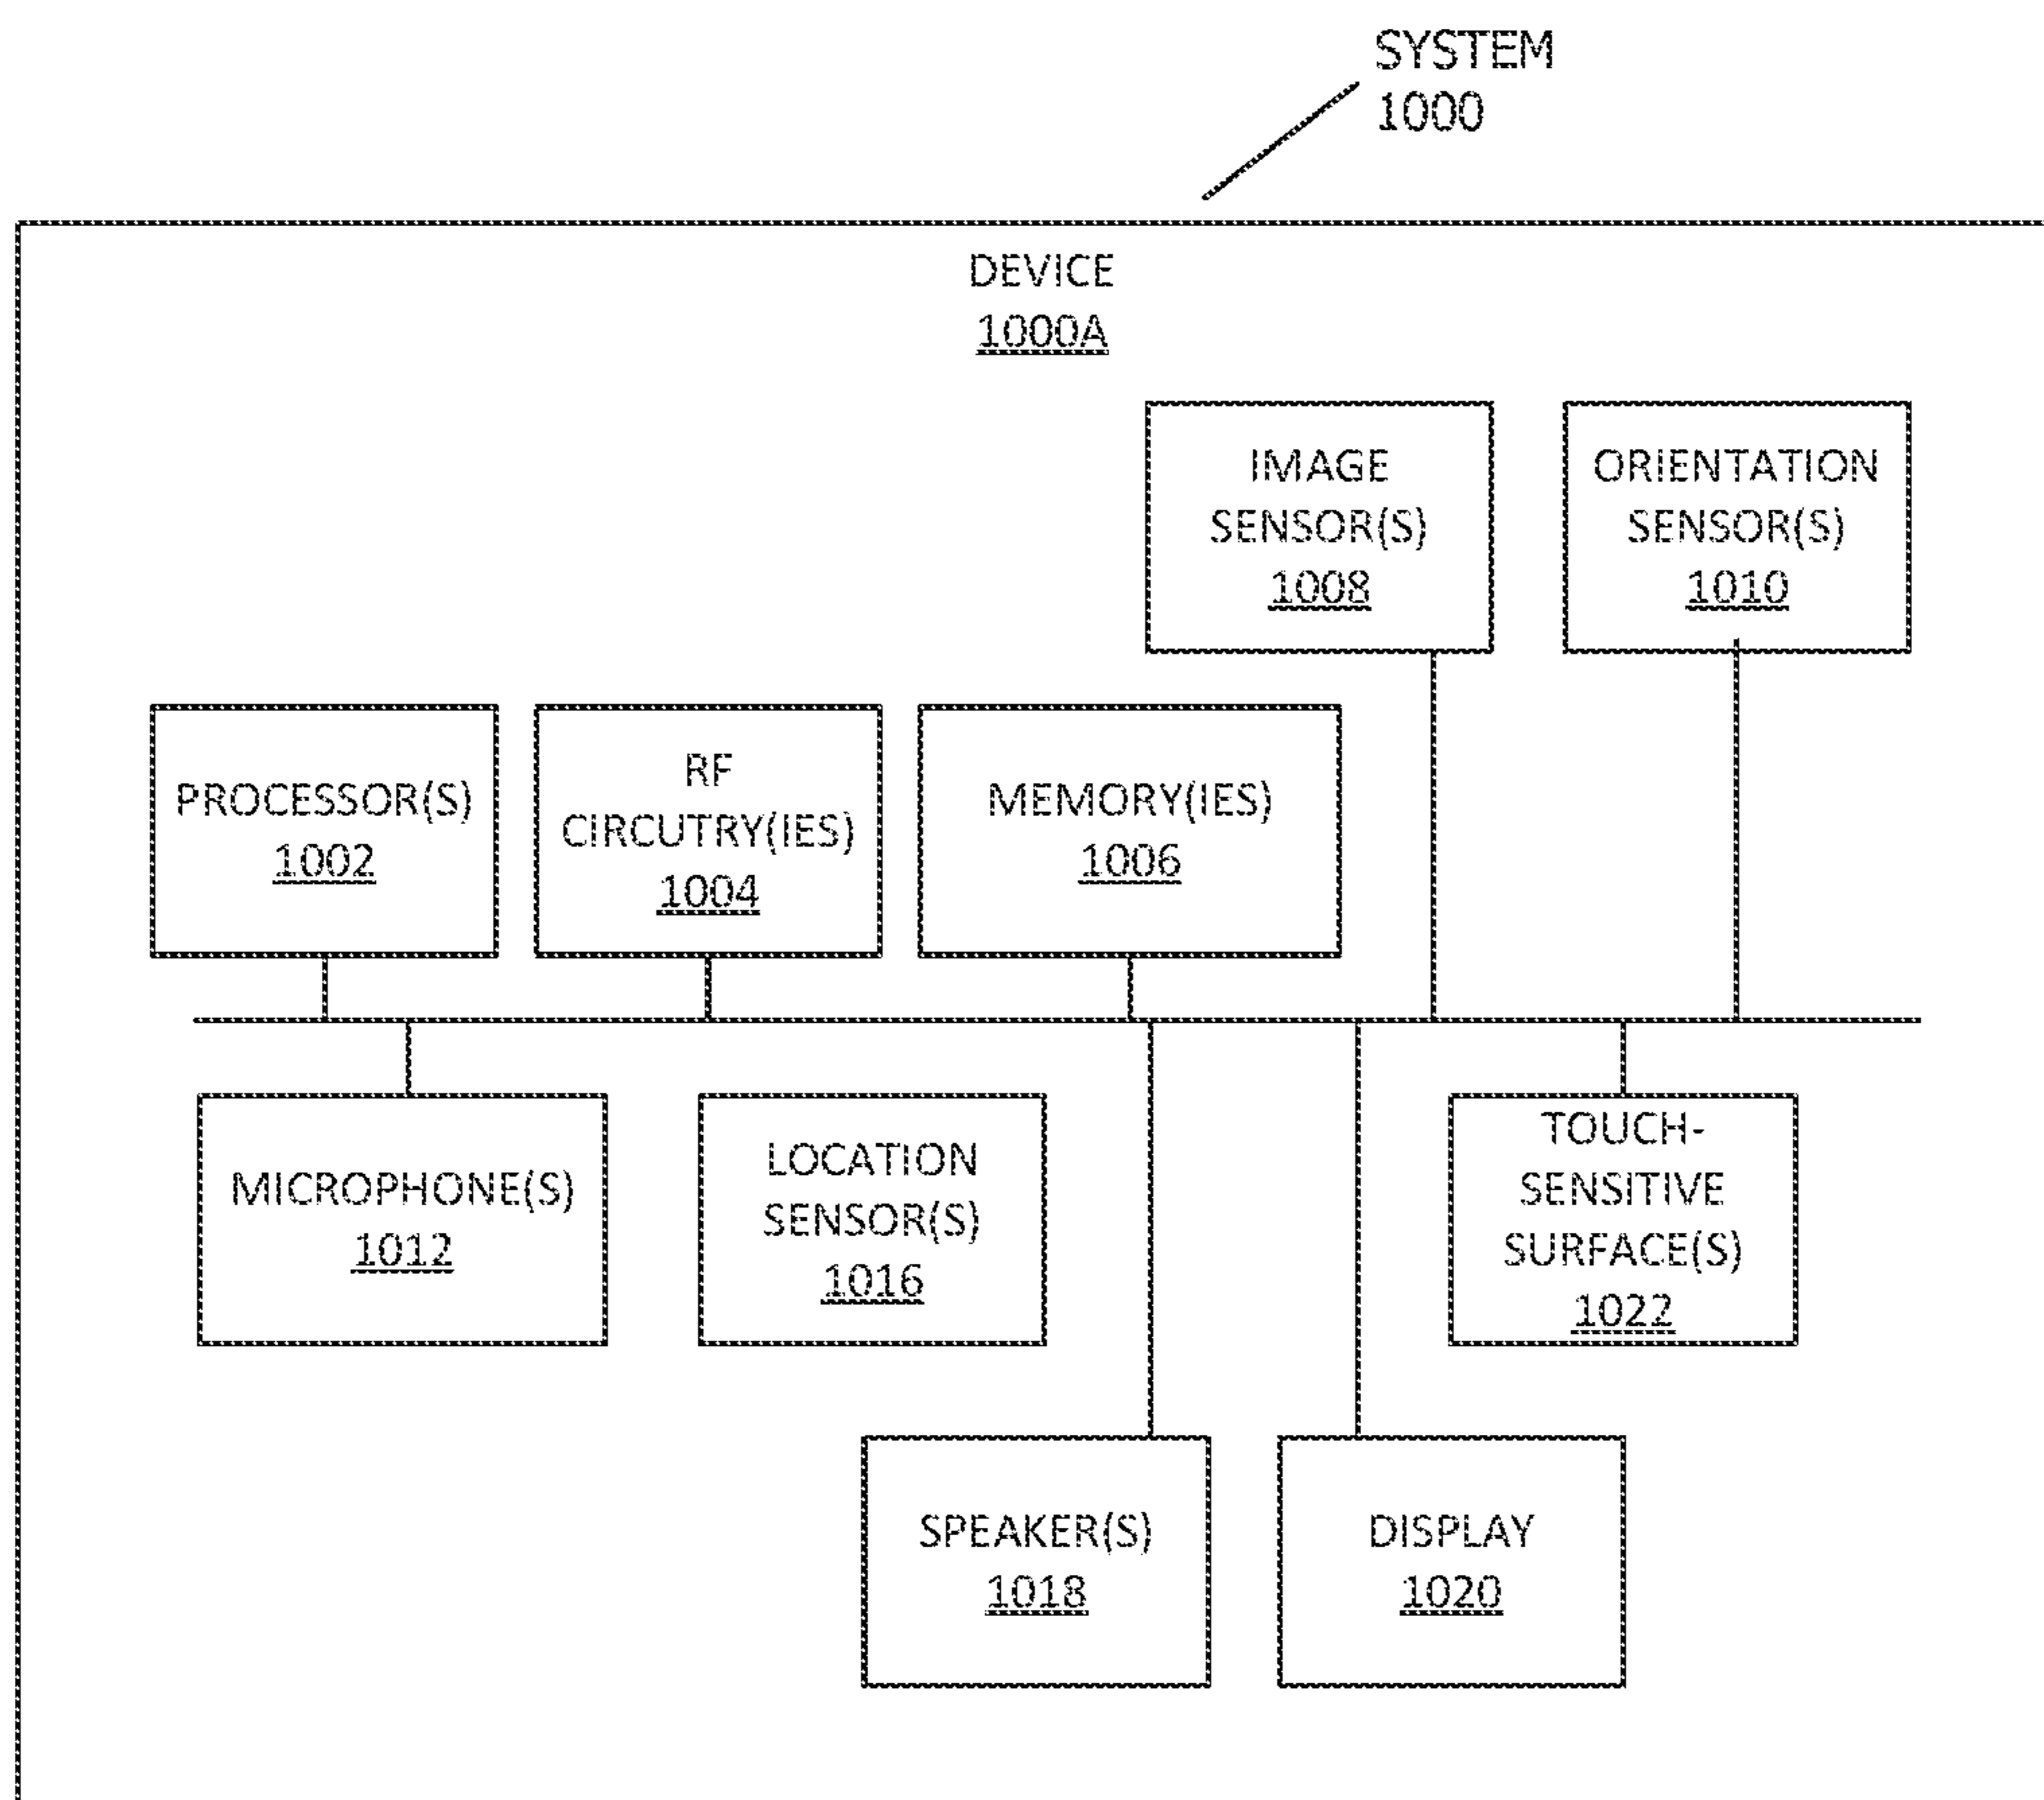 SYSTEM
1000
DEVICE
1000A
IMAGE
SENSOR(S)
1008
ORIENTATION
SENSOR(S)
1010
PROCESSOR(S)
1002
RF
CIRCUTRY(IES)
1004
MEMORY(IES)
1006
MICROPHONE(S)
1012
LOCATION
SENSOR(S)
1016
TOUCH-
SENSITIVE
SURFACE(S)
1022
SPEAKER(S)
1018
DISPLAY
1020